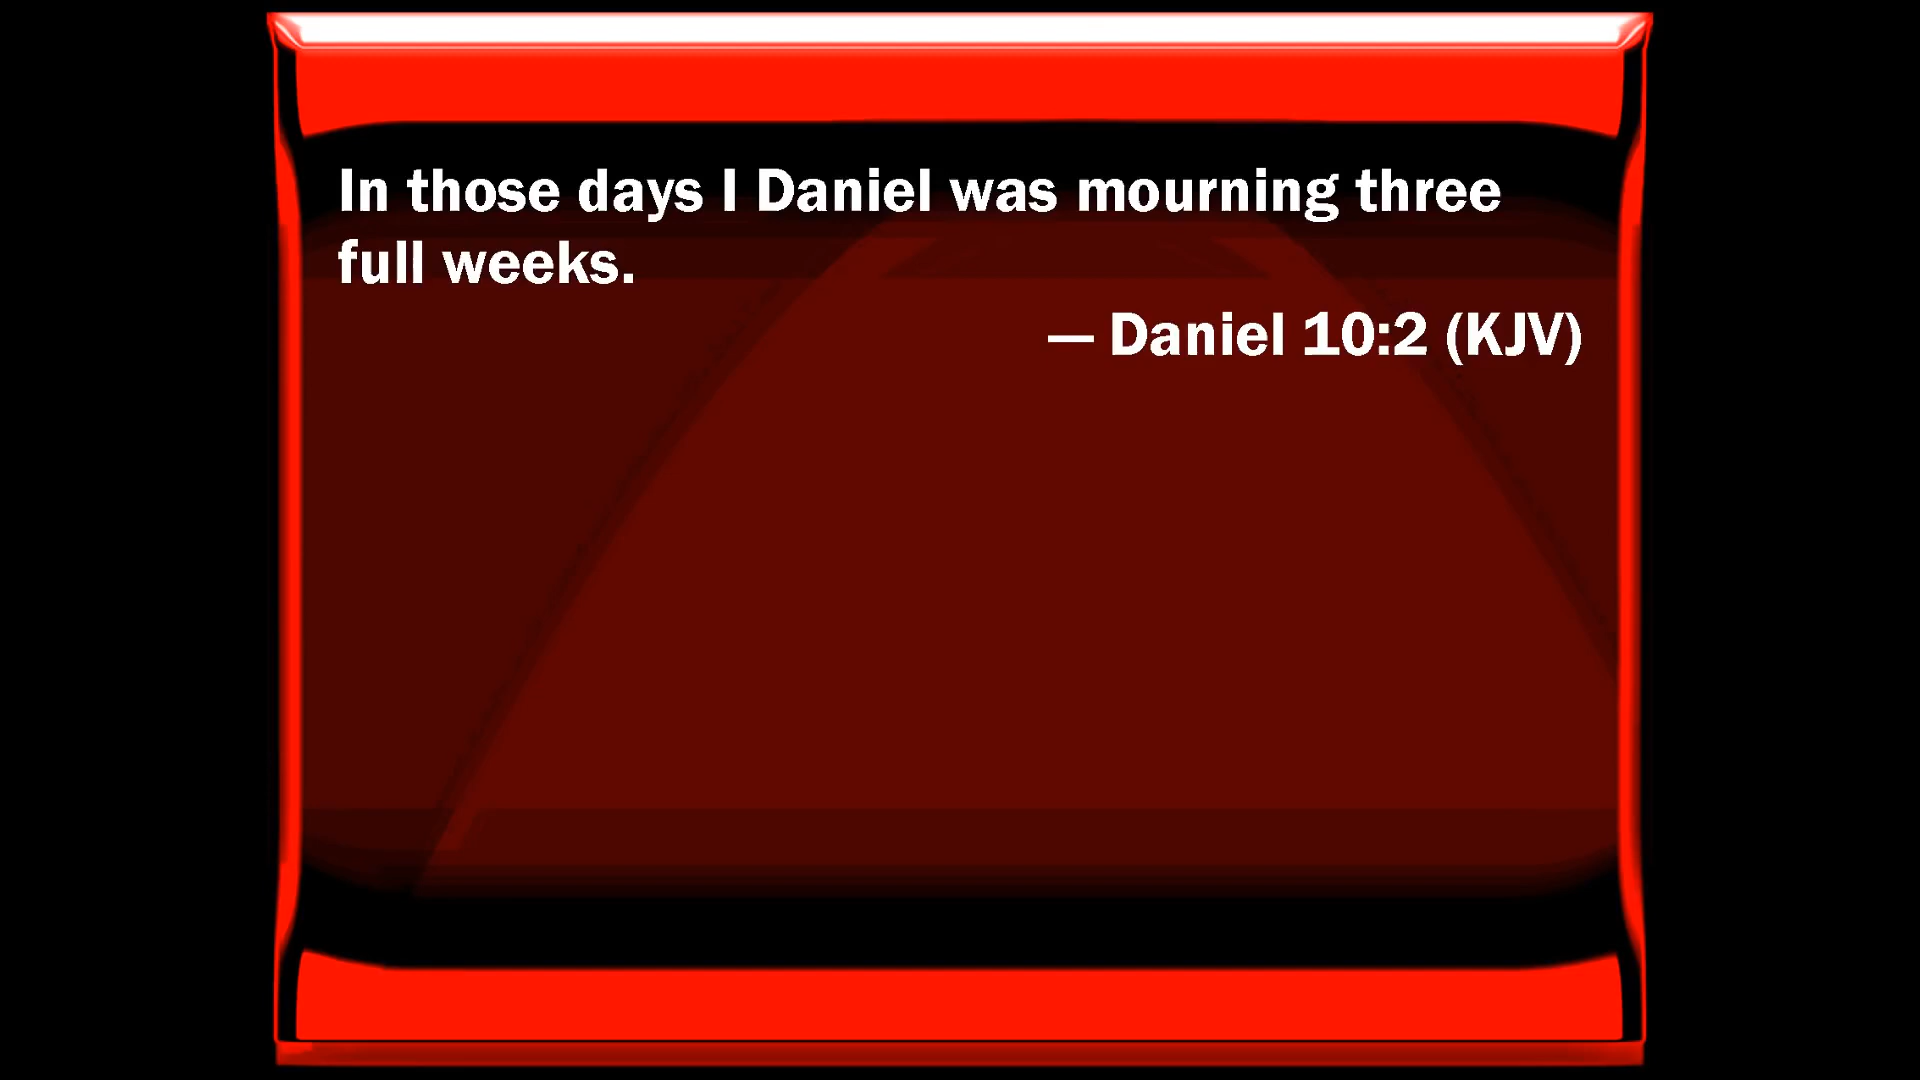 In those days I Daniel was mourning three
full weeks.
— Daniel 10:2 (KJV)